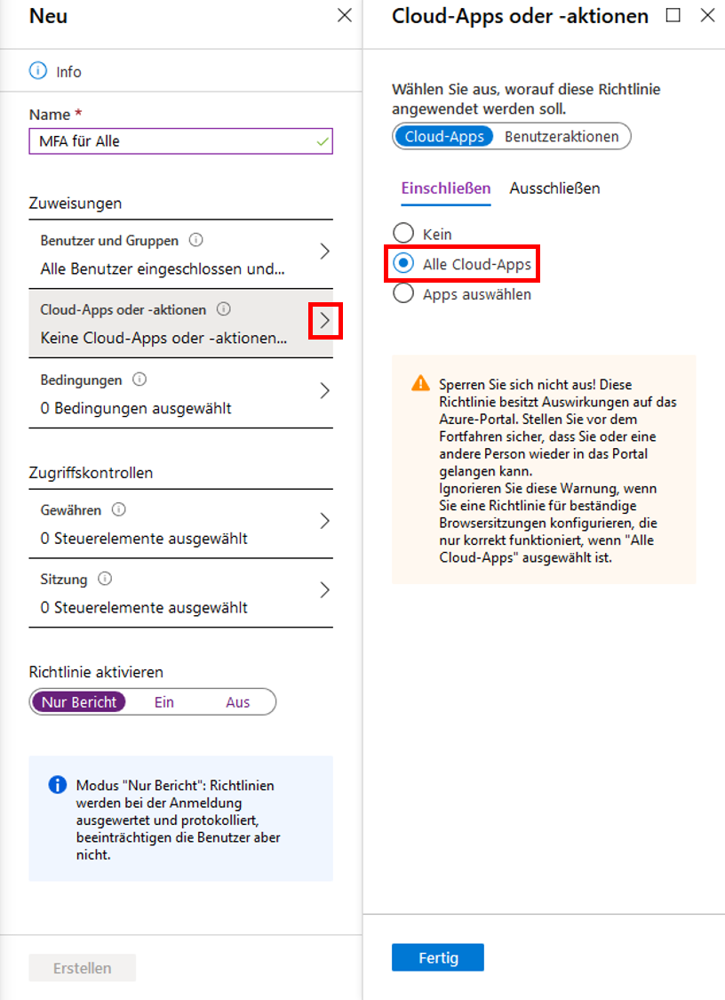 Neu
Info
Name *
MFA für Alle
Zuweisungen
Benutzer und Gruppen
Alle Benutzer eingeschlossen und...
Cloud-Apps oder -aktionen
Keine Cloud-Apps oder -aktionen...
Bedingungen
0 Bedingungen ausgewählt
Zugriffskontrollen
Gewähren
0 Steuerelemente ausgewählt
Sitzung
0 Steuerelemente ausgewählt
Richtlinie aktivieren
Nur Bericht Ein Aus
Modus "Nur Bericht": Richtlinien
werden bei der Anmeldung
ausgewertet und protokolliert,
beeinträchtigen die Benutzer aber
nicht.
Erstellen
Cloud-Apps oder -aktionen
Wählen Sie aus, worauf diese Richtlinie
angewendet werden soll.
Cloud-Apps Benutzeraktionen
Einschließen Ausschließen
Kein
Alle Cloud-Apps
Apps auswählen
Sperren Sie sich nicht aus! Diese
Richtlinie besitzt Auswirkungen auf das
Azure-Portal. Stellen Sie vor dem
Fortfahren sicher, dass Sie oder eine
andere Person wieder in das Portal
gelangen kann.
Ignorieren Sie diese Warnung, wenn
Sie eine Richtlinie für beständige
Browsersitzungen konfigurieren, die
nur korrekt funktioniert, wenn "Alle
Cloud-Apps" ausgewählt ist.
Fertig